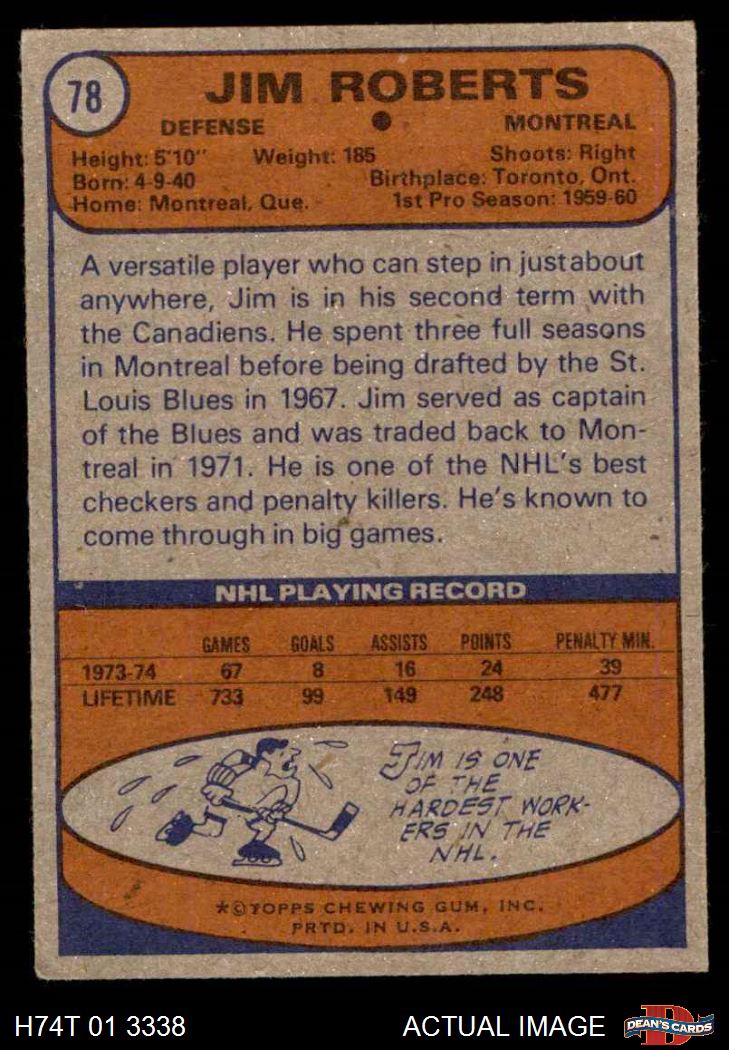 78
JIM ROBERTS
DEFENSE ● MONTREAL
Height: 5'10" Weight: 185 Shoots: Right
Born: 4-9-40 Birthplace: Toronto, Ont.
Home: Montreal, Que. 1st Pro Season: 1959-60
A versatile player who can step in just about
anywhere, Jim is in his second term with
the Canadiens. He spent three full seasons
in Montreal before being drafted by the St.
Louis Blues in 1967. Jim served as captain
of the Blues and was traded back to Mon-
treal in 1971. He is one of the NHL's best
checkers and penalty killers. He's known to
come through in big games.
NHL PLAYING RECORD
GAMES GOALS ASSISTS POINTS PENALTY MIN.
1973-74 67 8 16 24 39
LIFETIME 733 99 149 248 477
JIM IS ONE
OF THE
HARDEST WORK-
ERS IN THE
NHL.
*©TOPPS CHEWING GUM, INC.
PRTD. IN U.S.A.
H74T 01 3338 ACTUAL IMAGE D DEAN'S CARDS